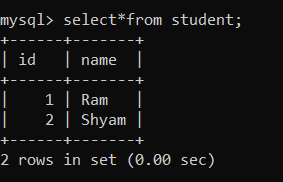 mysql> select*from student;
+------+-------+
| id   | name  |
+------+-------+
|    1 | Ram   |
|    2 | Shyam |
+------+-------+
2 rows in set (0.00 sec)